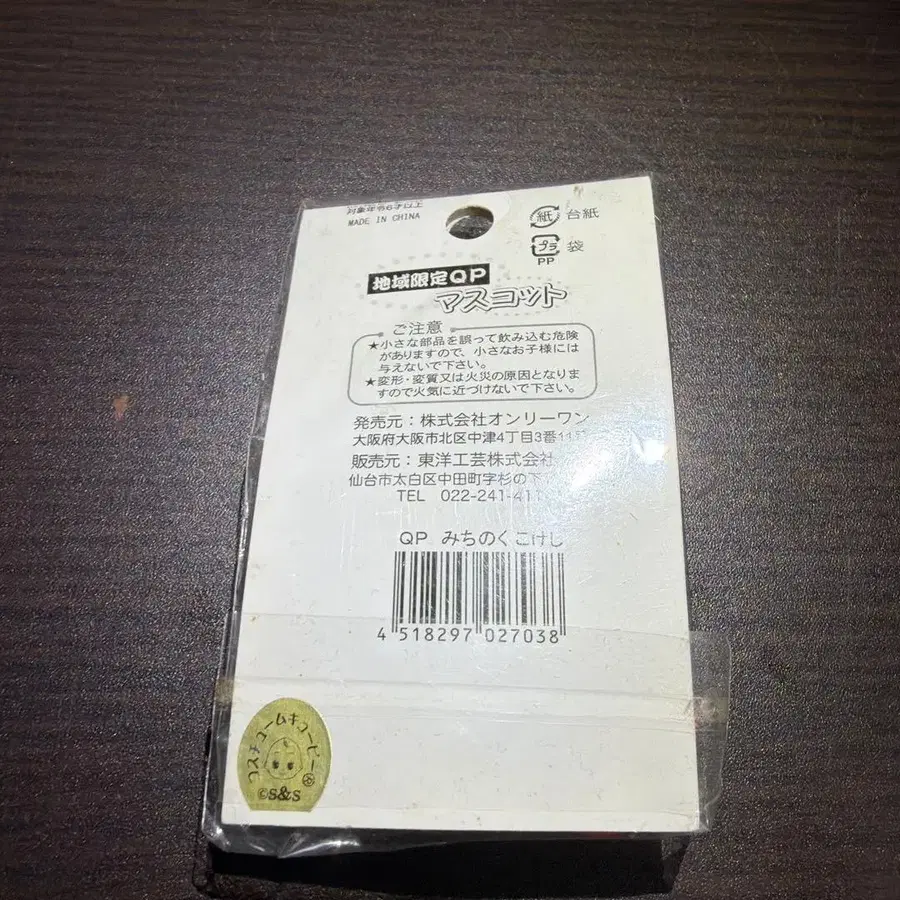 対象年令6才以上
MADE IN CHINA
紙 台紙
プラ 袋
PP
地域限定QP
マスコット
ご注意
★小さな部品を誤って飲み込む危険
がありますので、小さなお子様には
与えないで下さい。
★変形・変質又は火災の原因となりま
すので火気に近づけないで下さい。
発売元：株式会社オンリーワン
大阪府大阪市北区中津4丁目3番11
販売元：東洋工芸株式会社
仙台市太白区中田町字杉の下
TEL 022-241-411
QP みちのくこけし
4 518297 027038
コスチュームキューピー
©S&S